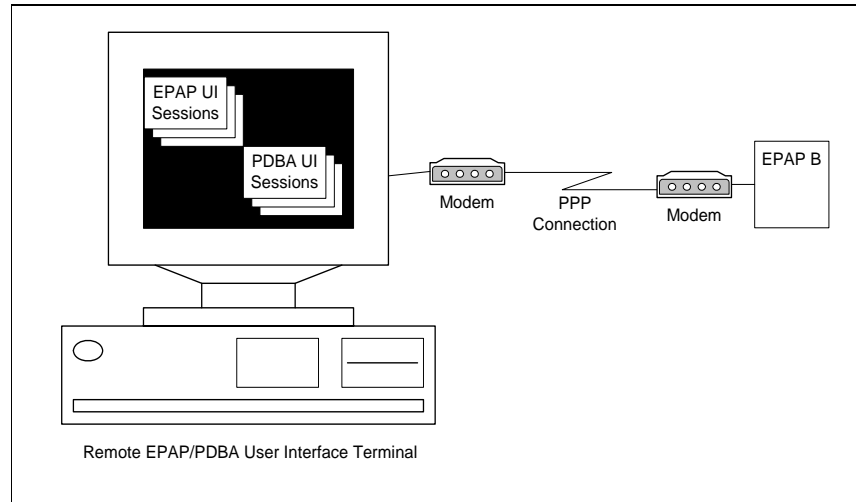 EPAP UI
Sessions
PDBA UI
Sessions
Modem
PPP
Connection
Modem
EPAP B
Remote EPAP/PDBA User Interface Terminal